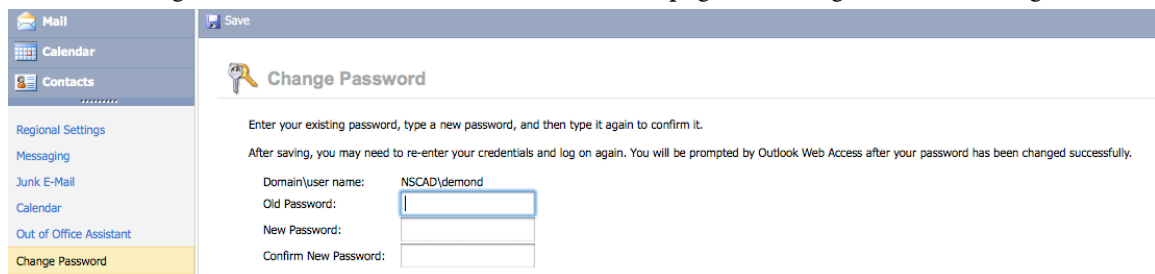 Mail
Calendar
Contacts
Regional Settings
Messaging
Junk E-Mail
Calendar
Out of Office Assistant
Change Password
Save
Change Password
Enter your existing password, type a new password, and then type it again to confirm it.
After saving, you may need to re-enter your credentials and log on again. You will be prompted by Outlook Web Access after your password has been changed successfully.
Domain\user name: NSCAD\demond
Old Password:
New Password:
Confirm New Password: